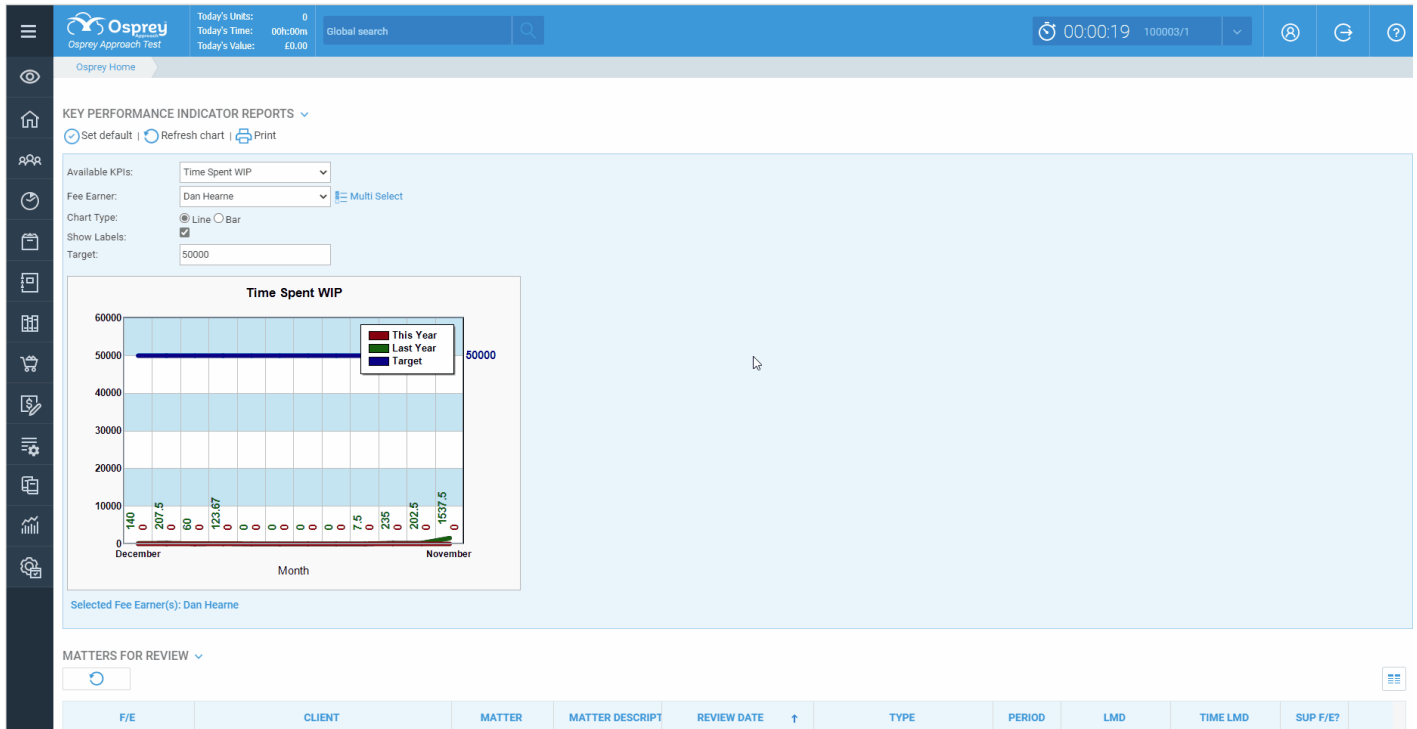 Osprey
Approach
Osprey Approach Test
Today's Units: 0
Today's Time: 00h:00m
Today's Value: £0.00
Global search
00:00:19 100003/1
Osprey Home
KEY PERFORMANCE INDICATOR REPORTS
Set default | Refresh chart | Print
Available KPIs: Time Spent WIP
Fee Earner: Dan Hearne Multi Select
Chart Type: Line Bar
Show Labels:
Target: 50000
Time Spent WIP
60000
This Year
Last Year
50000 Target 50000
40000
30000
20000
10000
140 0 207.5 0 60 0 123.67 0 0 0 0 0 0 0 0 0 7.5 0 235 0 202.5 0 1537.5 0
0
December November
Month
Selected Fee Earner(s): Dan Hearne
MATTERS FOR REVIEW
F/E CLIENT MATTER MATTER DESCRIPT REVIEW DATE ↑ TYPE PERIOD LMD TIME LMD SUP F/E?